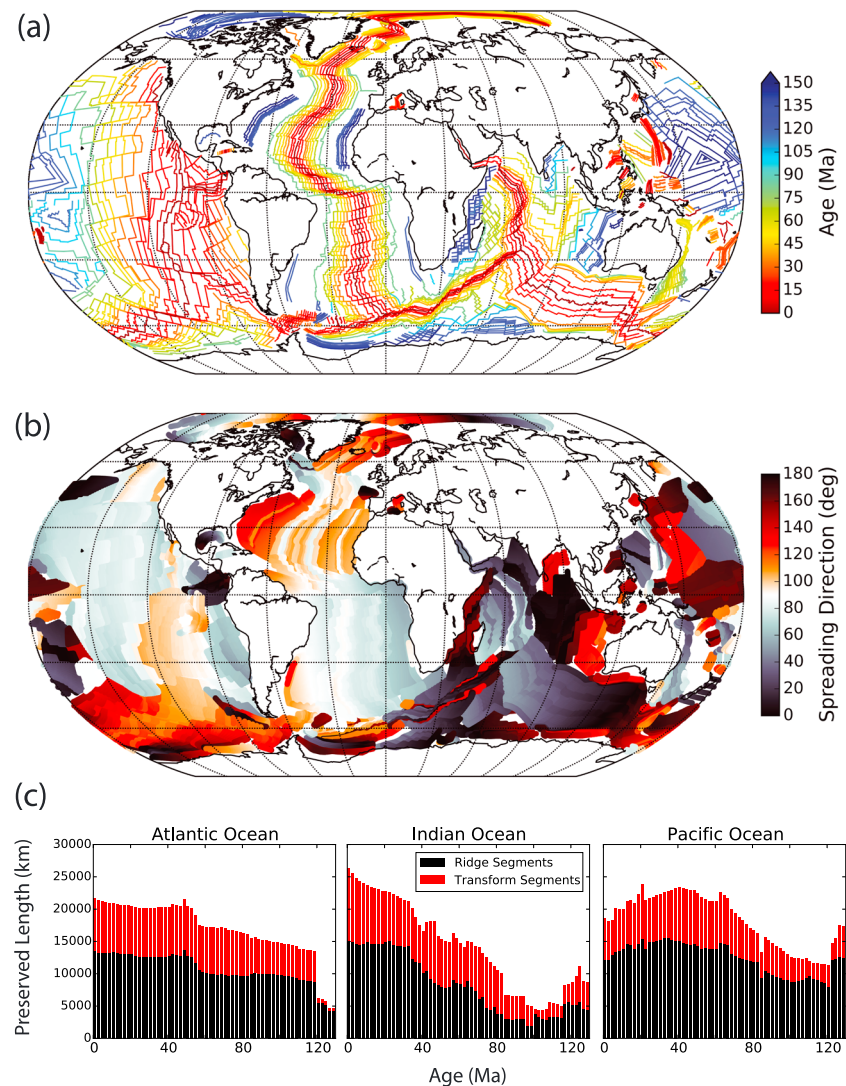 (a)
150
135
120
105
90
75
60
45
30
15
0
Age (Ma)
(b)
180
160
140
120
100
80
60
40
20
0
Spreading Direction (deg)
(c)
Atlantic Ocean
Indian Ocean
Pacific Ocean
30000
25000
20000
15000
10000
5000
0
Preserved Length (km)
Ridge Segments
Transform Segments
0 40 80 120
0 40 80 120
0 40 80 120
Age (Ma)